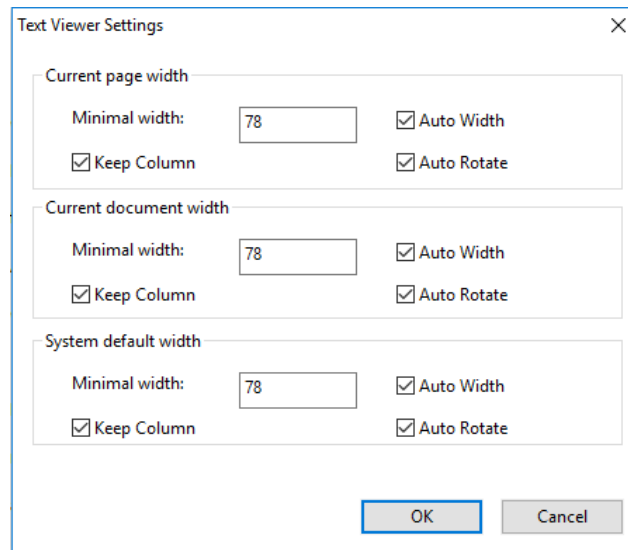 Text Viewer Settings
Current page width
Minimal width: 78 Auto Width
Keep Column Auto Rotate
Current document width
Minimal width: 78 Auto Width
Keep Column Auto Rotate
System default width
Minimal width: 78 Auto Width
Keep Column Auto Rotate
OK Cancel